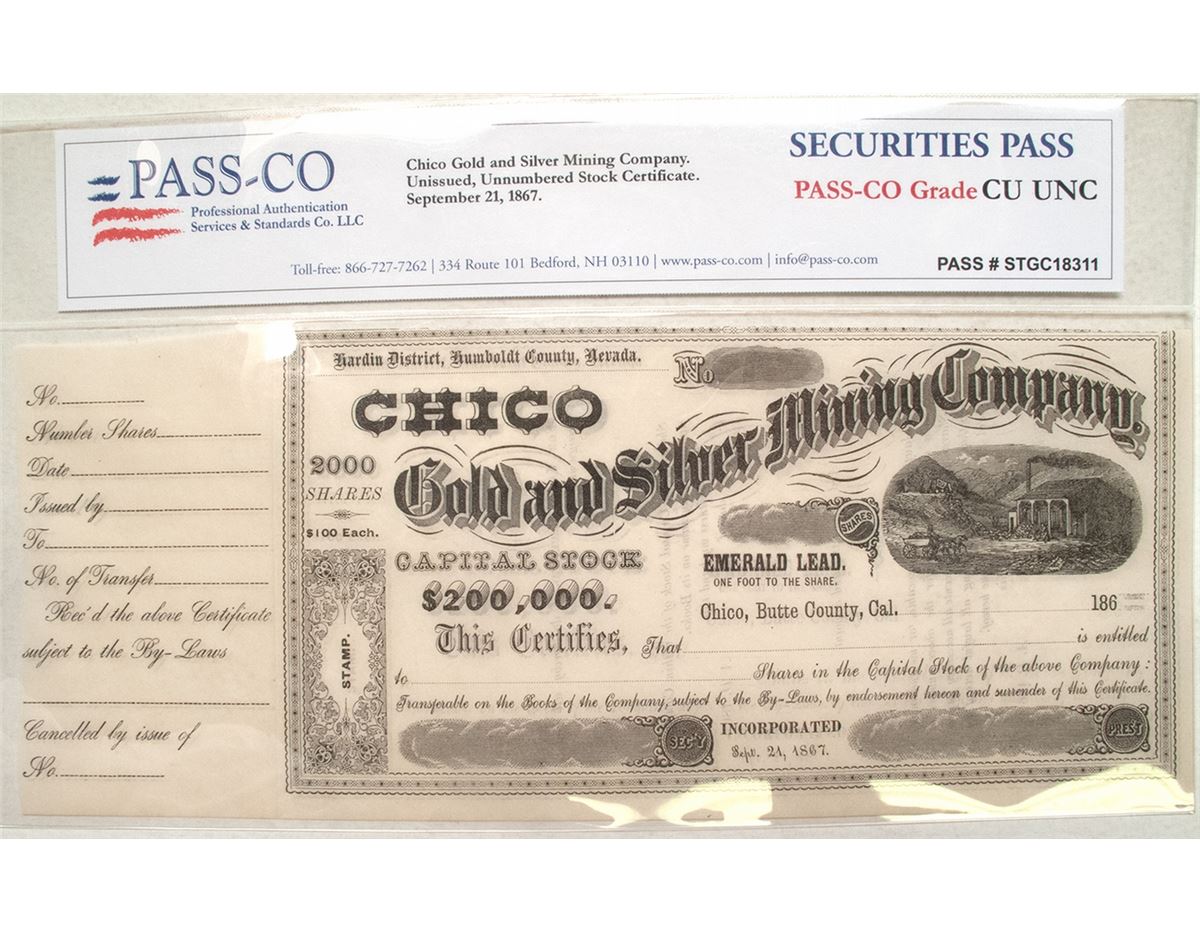 PASS-CO
Professional Authentication
Services & Standards Co. LLC
Chico Gold and Silver Mining Company.
Unissued, Unnumbered Stock Certificate.
September 21, 1867.
SECURITIES PASS
PASS-CO Grade CU UNC
Toll-free: 866-727-7262 | 334 Route 101 Bedford, NH 03110 | www.pass-co.com | info@pass-co.com
PASS # STGC18311
No.
Number Shares
Date
Issued by
To
No. of Transfer
Rec'd the above Certificate
subject to the By-Laws
Cancelled by issue of
No.
Hardin District, Humboldt County, Nevada.
No
CHICO
Gold and Silver Mining Company.
2000
SHARES
$100 Each.
SHARES
CAPITAL STOCK
$200,000.
EMERALD LEAD.
ONE FOOT TO THE SHARE.
Chico, Butte County, Cal. 186
This Certifies, That is entitled
to Shares in the Capital Stock of the above Company:
Transferable on the Books of the Company, subject to the By-Laws, by endorsement hereon and surrender of this Certificate.
STAMP.
SEC'Y
INCORPORATED
Sept. 21, 1867.
PREST